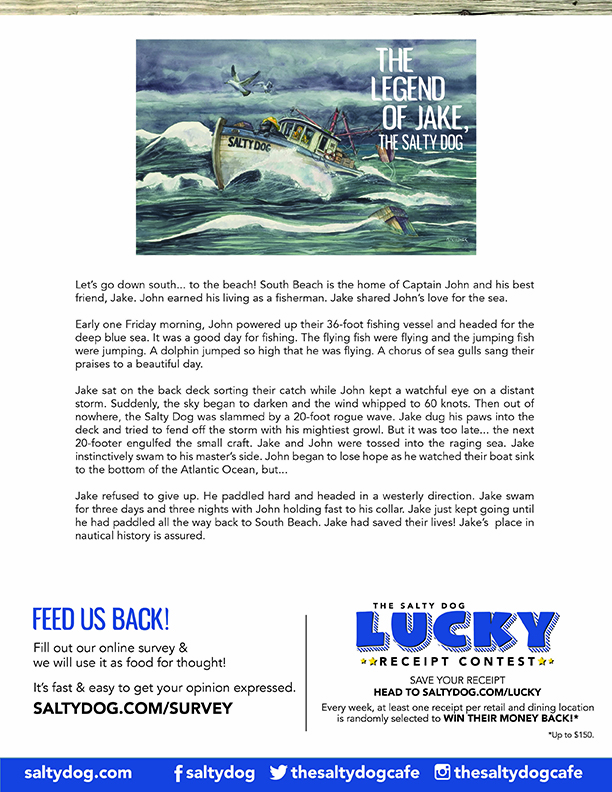 THE
LEGEND
OF JAKE,
THE SALTY DOG
SALTY DOG
Let's go down south... to the beach! South Beach is the home of Captain John and his best
friend, Jake. John earned his living as a fisherman. Jake shared John's love for the sea.
Early one Friday morning, John powered up their 36-foot fishing vessel and headed for the
deep blue sea. It was a good day for fishing. The flying fish were flying and the jumping fish
were jumping. A dolphin jumped so high that he was flying. A chorus of sea gulls sang their
praises to a beautiful day.
Jake sat on the back deck sorting their catch while John kept a watchful eye on a distant
storm. Suddenly, the sky began to darken and the wind whipped to 60 knots. Then out of
nowhere, the Salty Dog was slammed by a 20-foot rogue wave. Jake dug his paws into the
deck and tried to fend off the storm with his mightiest growl. But it was too late... the next
20-footer engulfed the small craft. Jake and John were tossed into the raging sea. Jake
instinctively swam to his master's side. John began to lose hope as he watched their boat sink
to the bottom of the Atlantic Ocean, but...
Jake refused to give up. He paddled hard and headed in a westerly direction. Jake swam
for three days and three nights with John holding fast to his collar. Jake just kept going until
he had paddled all the way back to South Beach. Jake had saved their lives! Jake's place in
nautical history is assured.
FEED US BACK!
Fill out our online survey &
we will use it as food for thought!
It's fast & easy to get your opinion expressed.
SALTYDOG.COM/SURVEY
THE SALTY DOG
LUCKY
RECEIPT CONTEST
SAVE YOUR RECEIPT
HEAD TO SALTYDOG.COM/LUCKY
Every week, at least one receipt per retail and dining location
is randomly selected to WIN THEIR MONEY BACK!*
*Up to $150.
saltydog.com saltydog thesaltydogcafe thesaltydogcafe